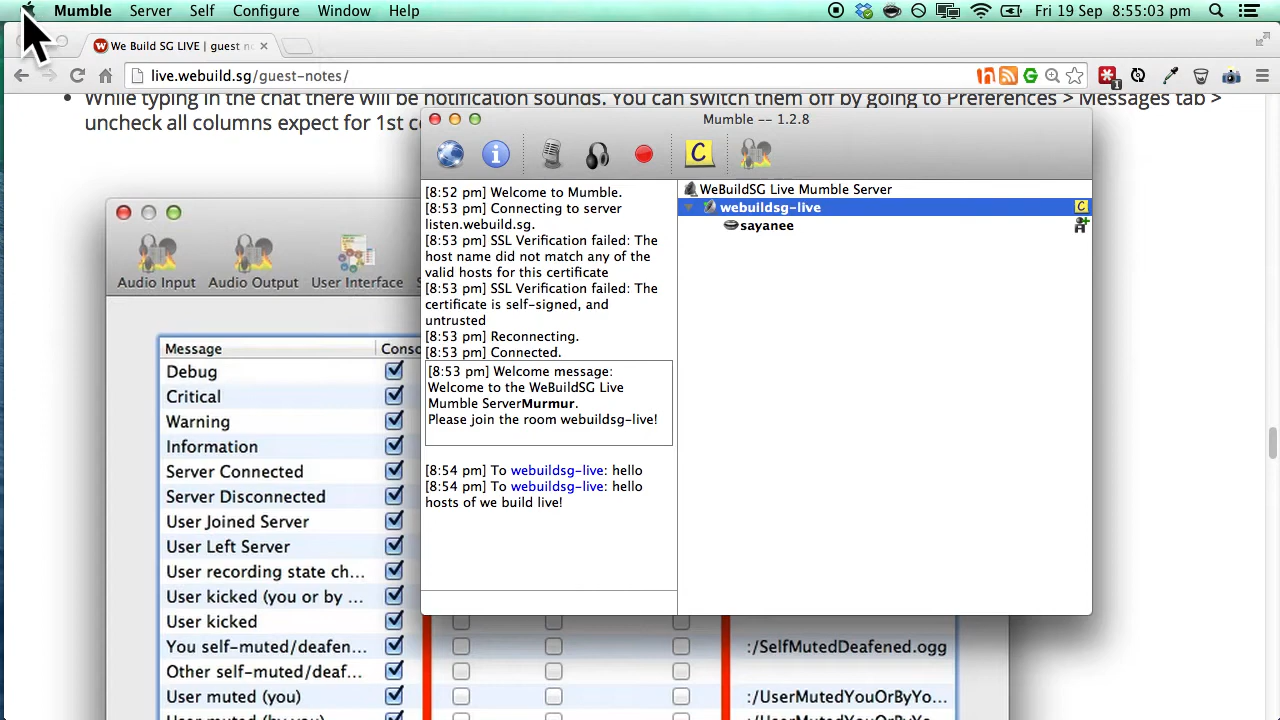 Mumble Server Self Configure Window Help Fri 19 Sep 8:55:03 pm
We Build SG LIVE | guest n
live.webuild.sg/guest-notes/
While typing in the chat there will be notification sounds. You can switch them off by going to Preferences > Messages tab >
uncheck all columns expect for 1st c
Mumble -- 1.2.8
C
[8:52 pm] Welcome to Mumble.
[8:53 pm] Connecting to server
listen.webuild.sg.
[8:53 pm] SSL Verification failed: The
host name did not match any of the
valid hosts for this certificate
[8:53 pm] SSL Verification failed: The
certificate is self-signed, and
untrusted
[8:53 pm] Reconnecting.
[8:53 pm] Connected.
[8:53 pm] Welcome message:
Welcome to the WeBuildSG Live
Mumble ServerMurmur.
Please join the room webuildsg-live!
[8:54 pm] To webuildsg-live: hello
[8:54 pm] To webuildsg-live: hello
hosts of we build live!
WeBuildSG Live Mumble Server
webuildsg-live C
sayanee
Audio Input Audio Output User Interface
Message Conso
Debug
Critical
Warning
Information
Server Connected
Server Disconnected
User Joined Server
User Left Server
User recording state ch...
User kicked (you or by ...
User kicked
You self-muted/deafen... :/SelfMutedDeafened.ogg
Other self-muted/deaf...
User muted (you) :/UserMutedYouOrByYo...